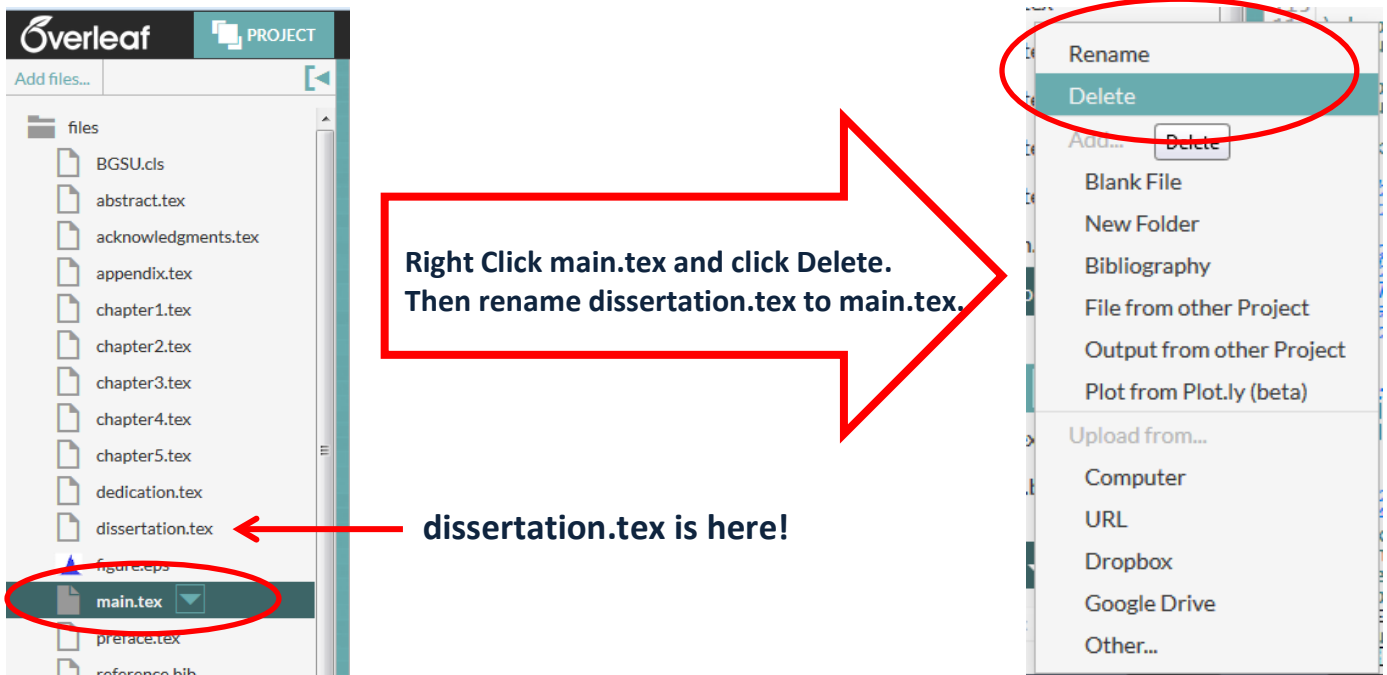 Overleaf
PROJECT
Add files...
files
BGSU.cls
abstract.tex
acknowledgments.tex
appendix.tex
chapter1.tex
chapter2.tex
chapter3.tex
chapter4.tex
chapter5.tex
dedication.tex
dissertation.tex
figure.eps
main.tex
preface.tex
reference.bib
Right Click main.tex and click Delete.
Then rename dissertation.tex to main.tex.
dissertation.tex is here!
Rename
Delete
Add...
Delete
Blank File
New Folder
Bibliography
File from other Project
Output from other Project
Plot from Plot.ly (beta)
Upload from...
Computer
URL
Dropbox
Google Drive
Other...